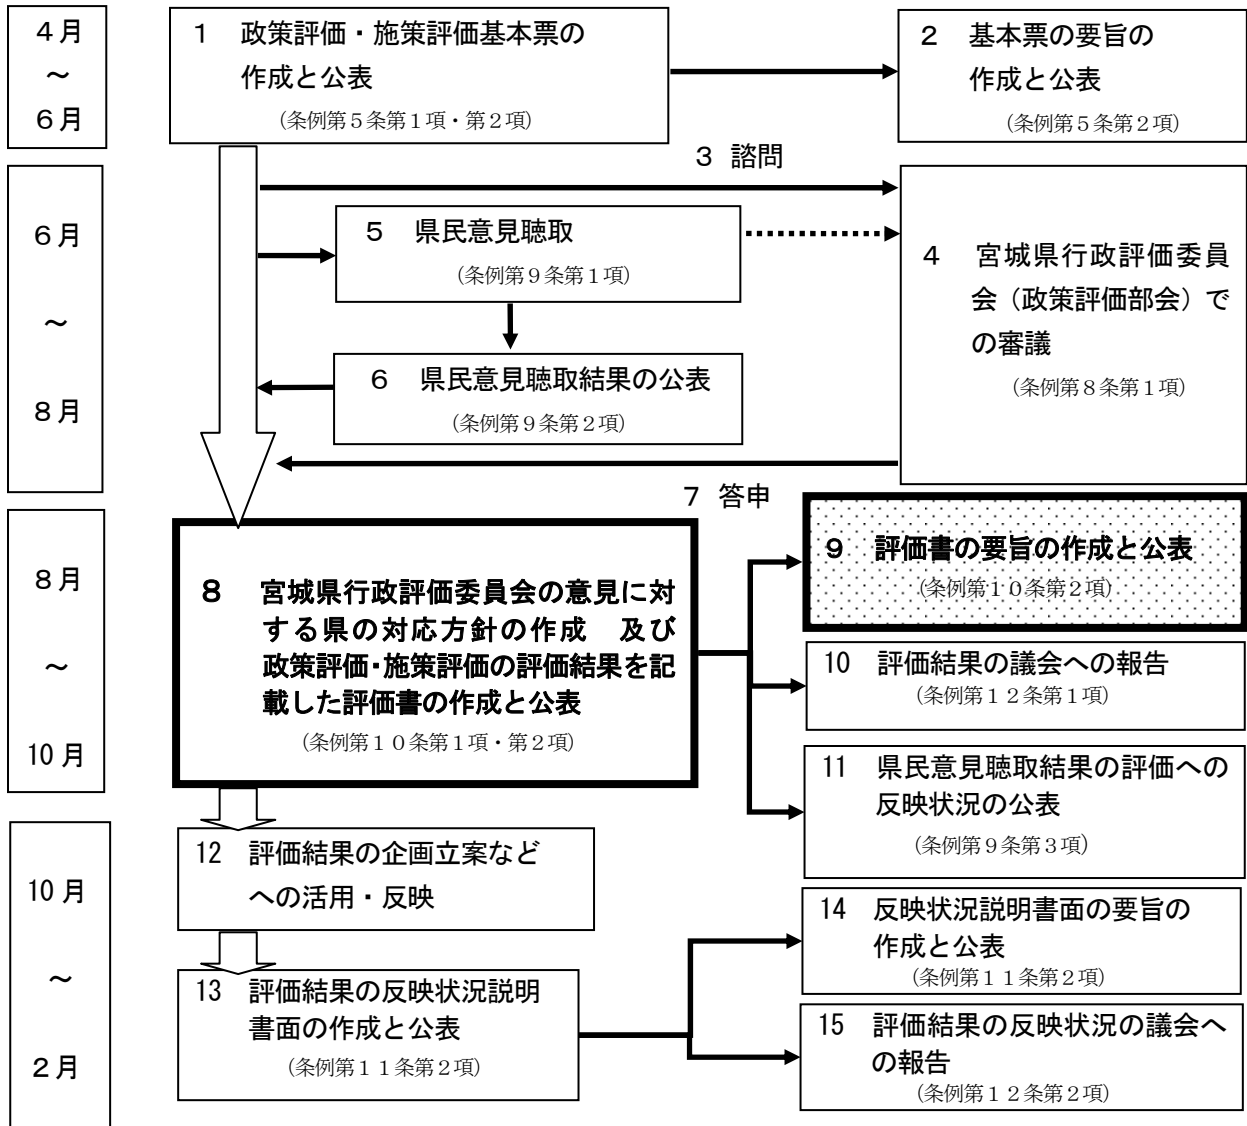 4月
～
6月
1 政策評価・施策評価基本票の
作成と公表
(条例第5条第1項・第2項)
2 基本票の要旨の
作成と公表
(条例第5条第2項)
6月
～
8月
3 諮問
5 県民意見聴取
(条例第9条第1項)
4 宮城県行政評価委員
会（政策評価部会）で
の審議
(条例第8条第1項)
6 県民意見聴取結果の公表
(条例第9条第2項)
7 答申
8月
～
10月
8 宮城県行政評価委員会の意見に対
する県の対応方針の作成 及び
政策評価・施策評価の評価結果を記
載した評価書の作成と公表
(条例第10条第1項・第2項)
9 評価書の要旨の作成と公表
(条例第10条第2項)
10 評価結果の議会への報告
(条例第12条第1項)
11 県民意見聴取結果の評価への
反映状況の公表
(条例第9条第3項)
10月
～
2月
12 評価結果の企画立案など
への活用・反映
13 評価結果の反映状況説明
書面の作成と公表
(条例第11条第2項)
14 反映状況説明書面の要旨の
作成と公表
(条例第11条第2項)
15 評価結果の反映状況の議会へ
の報告
(条例第12条第2項)